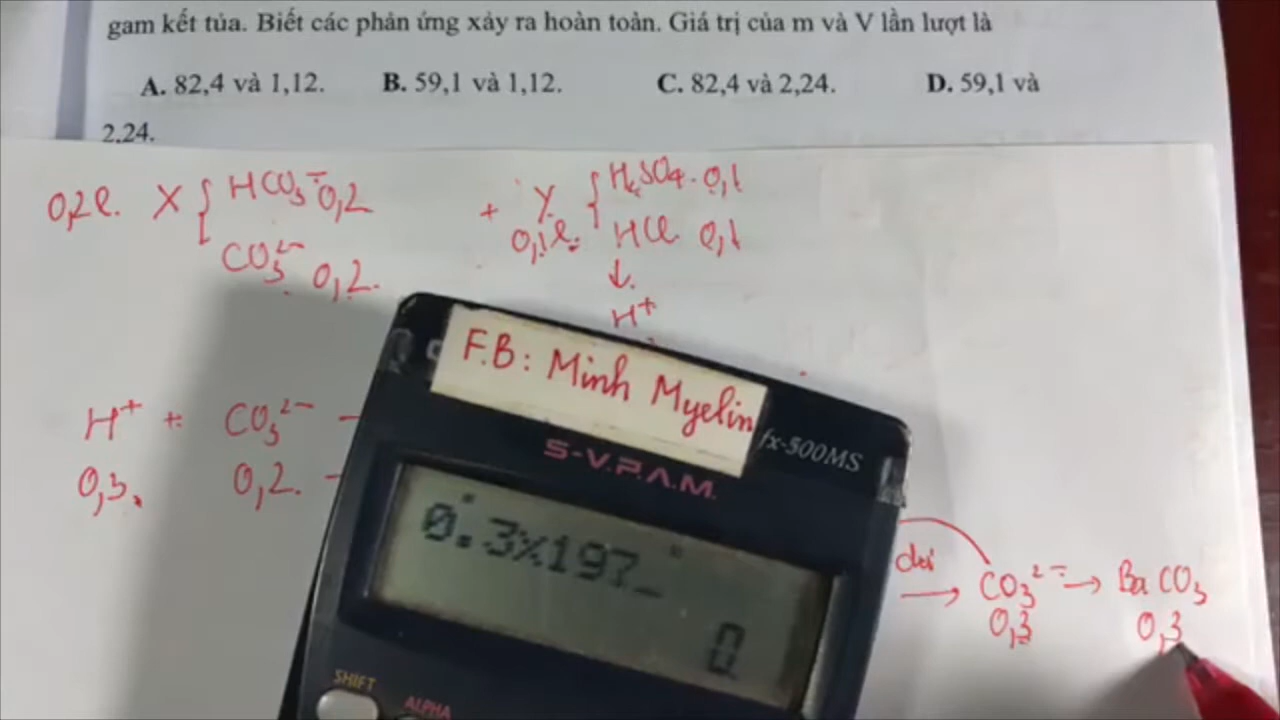 gam kết tủa. Biết các phản ứng xảy ra hoàn toàn. Giá trị của m và V lần lượt là
A. 82,4 và 1,12. B. 59,1 và 1,12. C. 82,4 và 2,24. D. 59,1 và
2,24.
0,2l. X { HCO3⁻ 0,2 + Y { H2SO4. 0,1
CO3²⁻ 0,2. 0,1l. HCl 0,1
↓.
H⁺
F.B: Minh Myelin
fx-500MS
S-V.P.A.M.
H⁺ + CO3²⁻ –
0,3. 0,2. –
0.3×197_
0
dư → CO3²⁻ → BaCO3
0,3 0,3
SHIFT
ALPHA